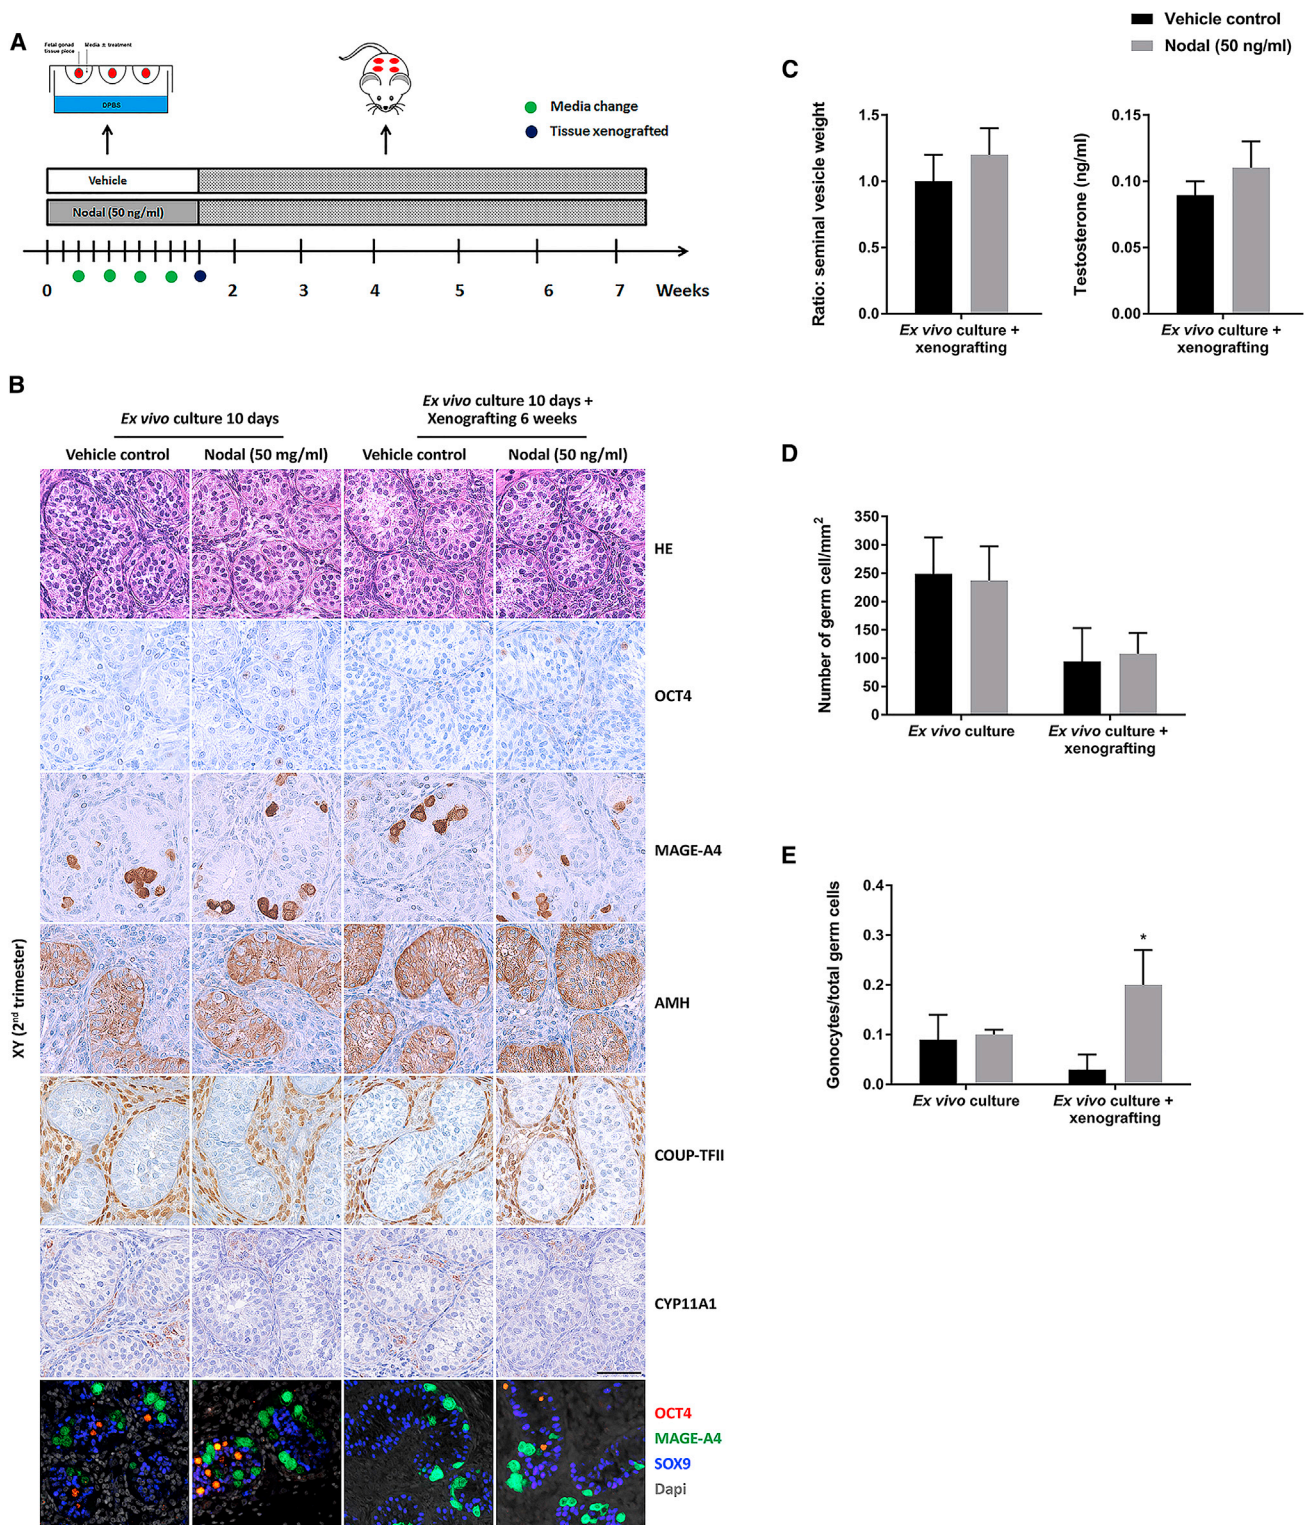 A
Fetal gonad
tissue piece
Media ± treatment
DPBS
Media change
Tissue xenografted
Vehicle
Nodal (50 ng/ml)
0 2 3 4 5 6 7 Weeks
B
Ex vivo culture 10 days
Ex vivo culture 10 days +
Xenografting 6 weeks
Vehicle control Nodal (50 mg/ml) Vehicle control Nodal (50 ng/ml)
HE
OCT4
MAGE-A4
AMH
COUP-TFII
CYP11A1
XY (2nd trimester)
OCT4
MAGE-A4
SOX9
Dapi
Vehicle control
Nodal (50 ng/ml)
C
Ratio: seminal vesicle weight
1.5
1.0
0.5
0.0
Ex vivo culture +
xenografting
Testosterone (ng/ml)
0.15
0.10
0.05
0.00
Ex vivo culture +
xenografting
D
Number of germ cell/mm2
350
300
250
200
150
100
50
0
Ex vivo culture
Ex vivo culture +
xenografting
E
Gonocytes/total germ cells
0.4
0.3
0.2
0.1
0.0
*
Ex vivo culture
Ex vivo culture +
xenografting